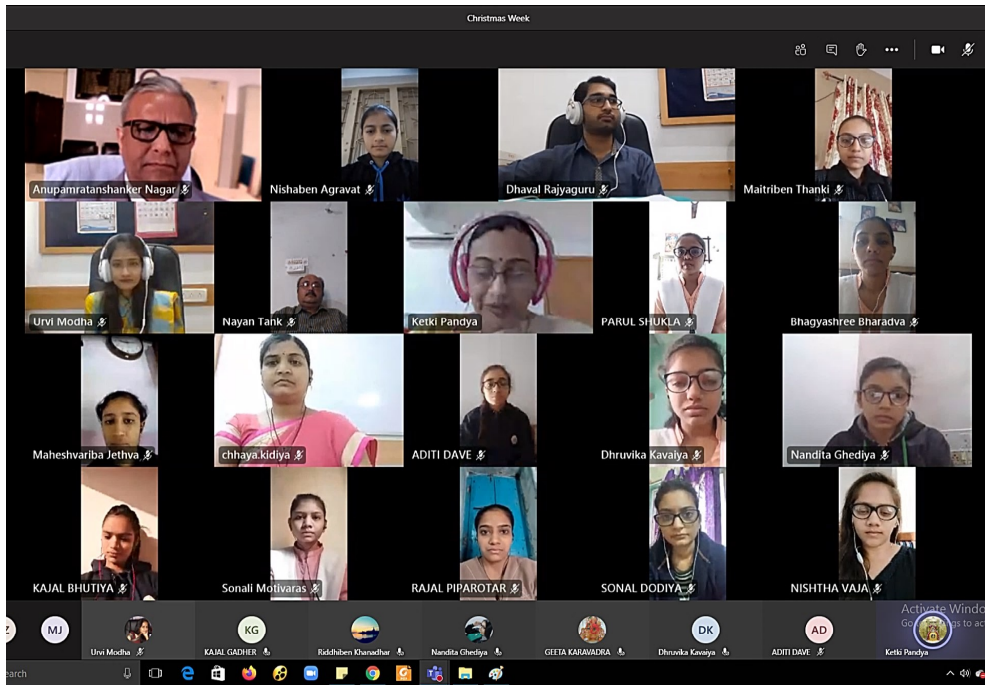 Christmas Week
Anupamratanshanker Nagar
Nishaben Agravat
Dhaval Rajyaguru
Maitriben Thanki
Urvi Modha
Nayan Tank
Ketki Pandya
PARUL SHUKLA
Bhagyashree Bharadva
Maheshvariba Jethva
chhaya.kidiya
ADITI DAVE
Dhruvika Kavaiya
Nandita Ghediya
KAJAL BHUTIYA
Sonali Motivaras
RAJAL PIPAROTAR
SONAL DODIYA
NISHTHA VAJA
Activate Windo
Z
MJ
Urvi Modha
KG
KAJAL GADHER
Riddhiben Khanadhar
Nandita Ghediya
GEETA KARAVADRA
DK
Dhruvika Kavaiya
AD
ADITI DAVE
Ketki Pandya
earch